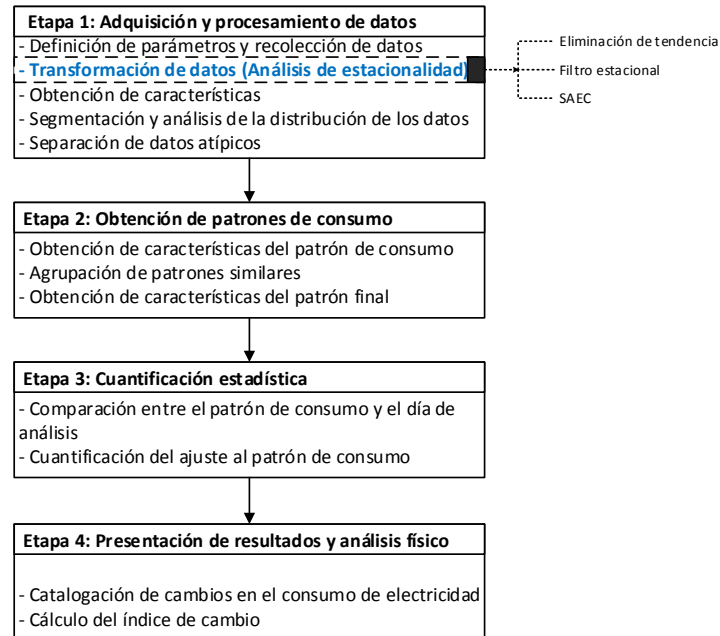 Etapa 1: Adquisición y procesamiento de datos
- Definición de parámetros y recolección de datos
- Transformación de datos (Análisis de estacionalidad)
- Obtención de características
- Segmentación y análisis de la distribución de los datos
- Separación de datos atípicos
Eliminación de tendencia
Filtro estacional
SAEC
Etapa 2: Obtención de patrones de consumo
- Obtención de características del patrón de consumo
- Agrupación de patrones similares
- Obtención de características del patrón final
Etapa 3: Cuantificación estadística
- Comparación entre el patrón de consumo y el día de
análisis
- Cuantificación del ajuste al patrón de consumo
Etapa 4: Presentación de resultados y análisis físico
- Catalogación de cambios en el consumo de electricidad
- Cálculo del índice de cambio